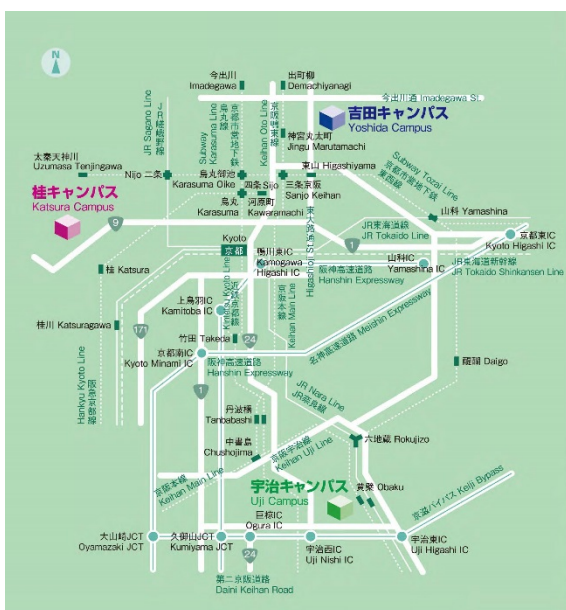 N
今出川
Imadegawa
出町柳
Demachiyanagi
今出川通 Imadegawa St.
JR嵯峨野線
JR Sagano Line
京都市営地下鉄
烏丸線
Subway
Karasuma Line
京阪鴨東線
Keihan Oto Line
吉田キャンパス
Yoshida Campus
神宮丸太町
Jingu Marutamachi
太秦天神川
Uzumasa Tenjingawa
Nijo 二条
烏丸御池
Karasuma Oike
東山 Higashiyama
Subway Tozai Line
京都市営地下鉄
東西線
四条 Sijo
三条京阪
Sanjo Keihan
桂キャンパス
Katsura Campus
烏丸
Karasuma
河原町
Kawaramachi
山科 Yamashina
9
東大路通
Higashioji St.
1
JR東海道線
JR Tokaido Line
京都東IC
Kyoto Higashi IC
Kyoto
京都
鴨川東IC
Kamogawa
Higashi IC
山科IC
Yamashina IC
JR東海道新幹線
JR Tokaido Shinkansen Line
阪神高速道路
Hanshin Expressway
桂 Katsura
上鳥羽IC
Kamitoba IC
近鉄京都線
Kintetsu Kyoto Line
京阪本線
Keihan Main Line
名神高速道路 Meishin Expressway
桂川 Katsuragawa
171
竹田 Takeda
24
京都南IC
Kyoto Minami IC
阪神高速道路
Hanshin Expressway
醍醐 Daigo
阪急京都線
Hankyu Kyoto Line
1
JR Nara Line
JR奈良線
丹波橋
Tanbabashi
六地蔵 Rokujizo
中書島
Chushojima
京阪宇治線
Keihan Uji Line
京阪本線
Keihan Main Line
宇治キャンパス
Uji Campus
黄檗 Obaku
京滋バイパス Keiji Bypass
巨椋IC
Ogura IC
大山崎JCT
Oyamazaki JCT
久御山JCT
Kumiyama JCT
24
宇治西IC
Uji Nishi IC
宇治東IC
Uji Higashi IC
第二京阪道路
Daini Keihan Road